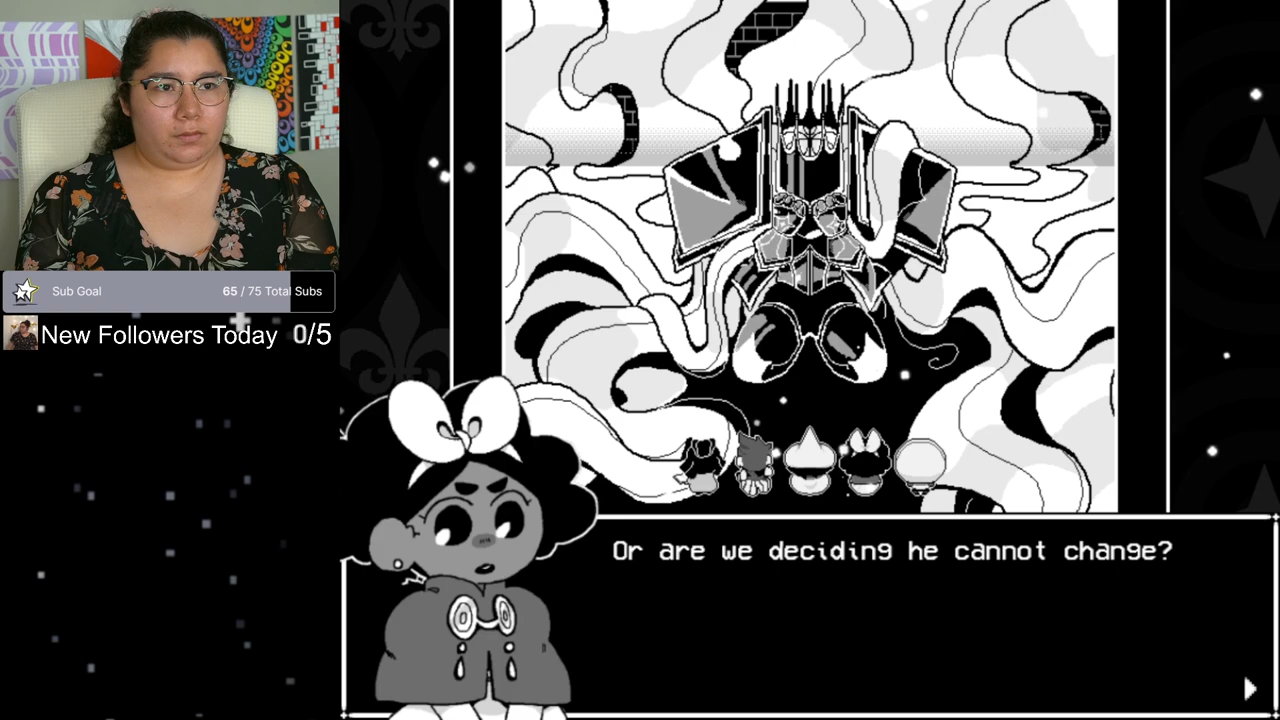 Sub Goal 65 / 75 Total Subs
New Followers Today 0/5
Or are we deciding he cannot change?